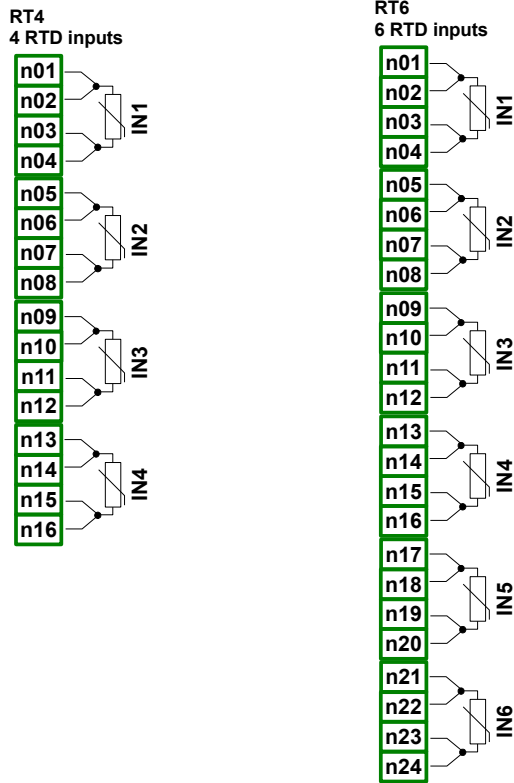 RT4
4 RTD inputs
n01
n02
n03
n04
IN1
n05
n06
n07
n08
IN2
n09
n10
n11
n12
IN3
n13
n14
n15
n16
IN4
RT6
6 RTD inputs
n01
n02
n03
n04
IN1
n05
n06
n07
n08
IN2
n09
n10
n11
n12
IN3
n13
n14
n15
n16
IN4
n17
n18
n19
n20
IN5
n21
n22
n23
n24
IN6